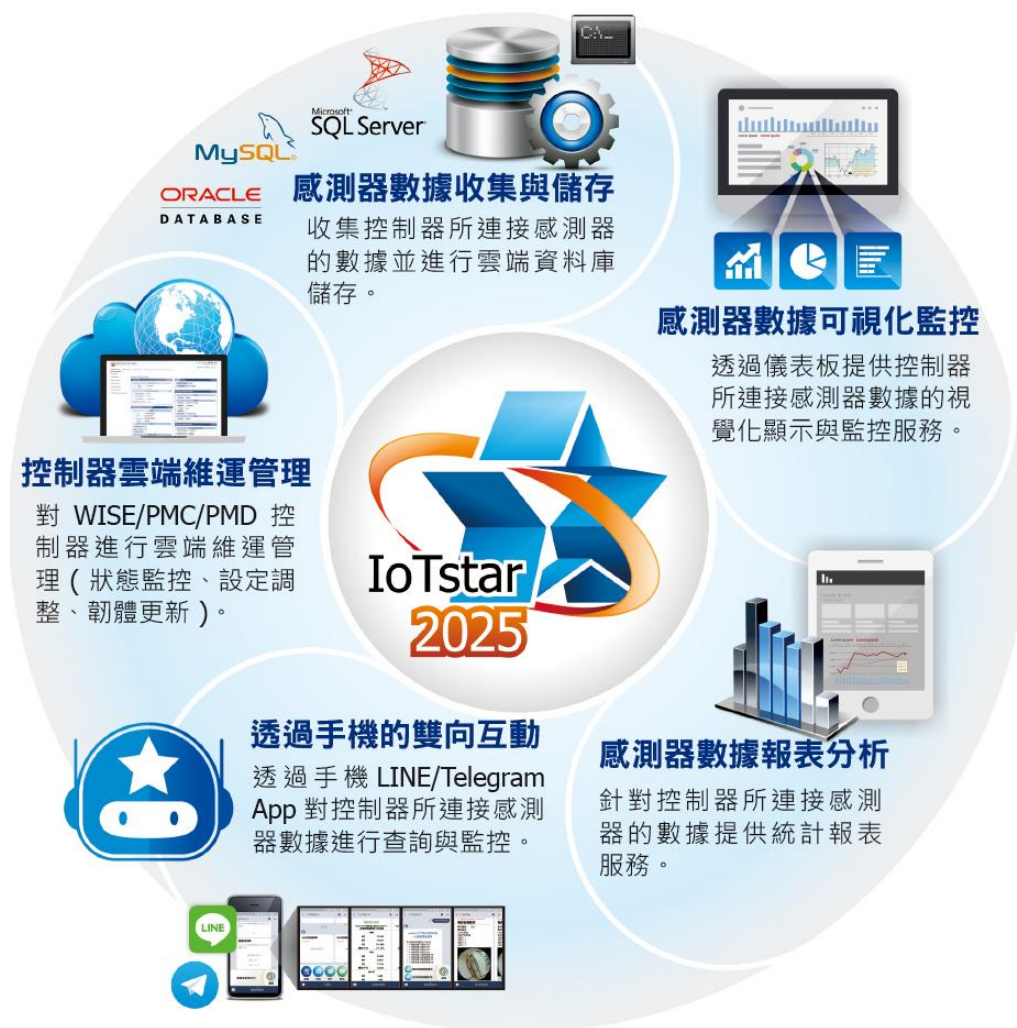 C:\_
Microsoft®
SQL Server®
MySQL®
ORACLE
DATABASE
感測器數據收集與儲存
收集控制器所連接感測器
的數據並進行雲端資料庫
儲存。
感測器數據可視化監控
透過儀表板提供控制器
所連接感測器數據的視
覺化顯示與監控服務。
控制器雲端維運管理
對 WISE/PMC/PMD 控
制器進行雲端維運管
理 ( 狀態監控、設定調
整、韌體更新 )。
IoTstar
2025
透過手機的雙向互動
透過手機 LINE/Telegram
App 對控制器所連接感測
器數據進行查詢與監控。
感測器數據報表分析
針對控制器所連接感測
器的數據提供統計報表
服務。
LINE